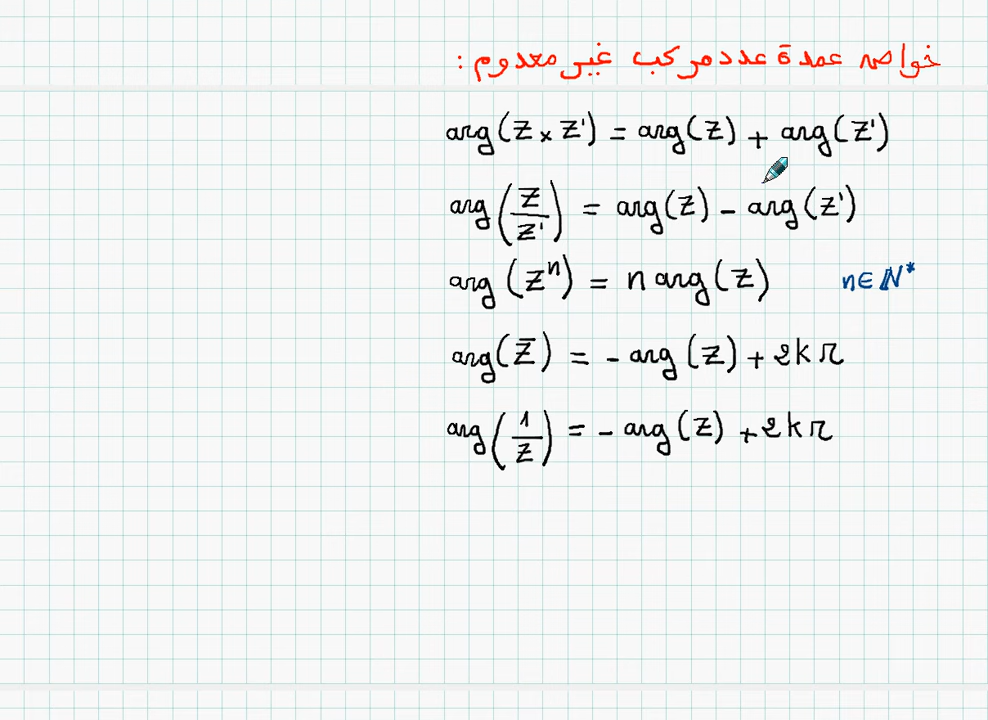 خواص عمدة عدد مركب غير معدوم :
arg(Z × Z') = arg(Z) + arg(Z')
arg(Z/Z') = arg(Z) - arg(Z')
arg(Zⁿ) = n arg(Z) n ∈ ℕ*
arg(Z̄) = - arg(Z) + 2kπ
arg(1/Z) = - arg(Z) + 2kπ